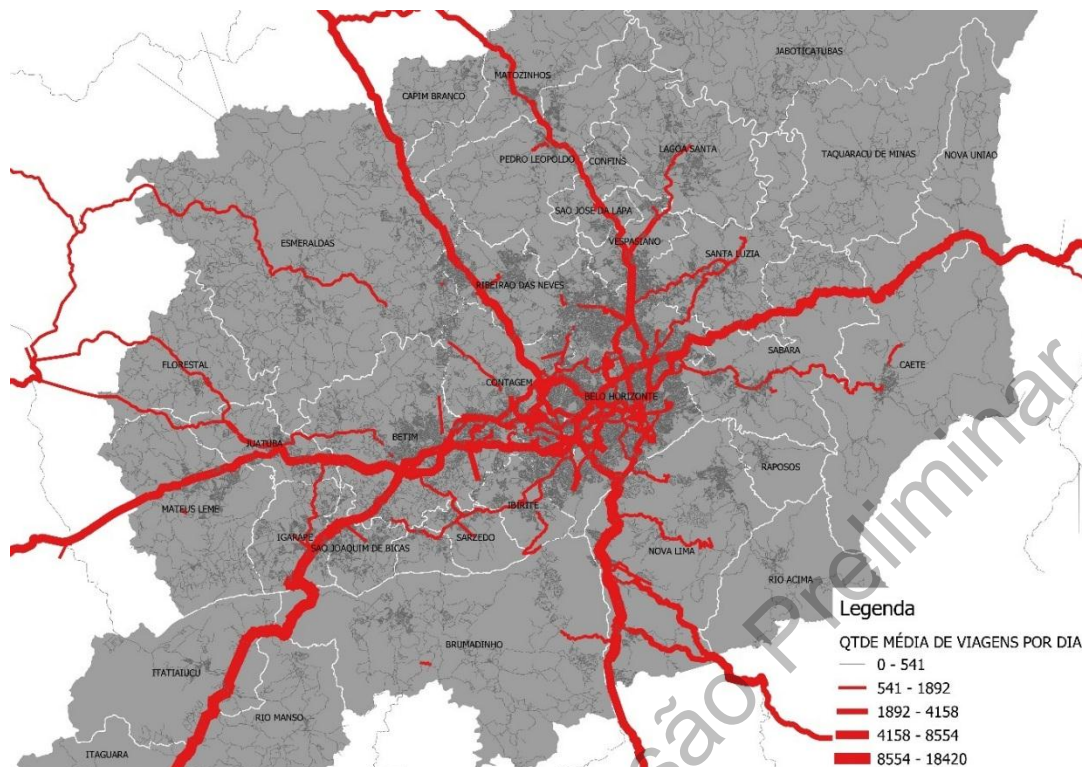 JABOTICATUBAS
MATOZINHOS
CAPIM BRANCO
LAGOA SANTA
PEDRO LEOPOLDO
CONFINS
TAQUARACU DE MINAS
NOVA UNIAO
SAO JOSE DA LAPA
VESPASIANO
ESMERALDAS
SANTA LUZIA
RIBEIRAO DAS NEVES
SABARA
FLORESTAL
CAETE
CONTAGEM
BELO HORIZONTE
BETIM
JUATUBA
RAPOSOS
MATEUS LEME
IBIRITE
IGARAPE
SAO JOAQUIM DE BICAS
SARZEDO
NOVA LIMA
RIO ACIMA
BRUMADINHO
ITATIAIUCU
RIO MANSO
ITAGUARA
Legenda
QTDE MÉDIA DE VIAGENS POR DIA
0 - 541
541 - 1892
1892 - 4158
4158 - 8554
8554 - 18420
são Preliminar